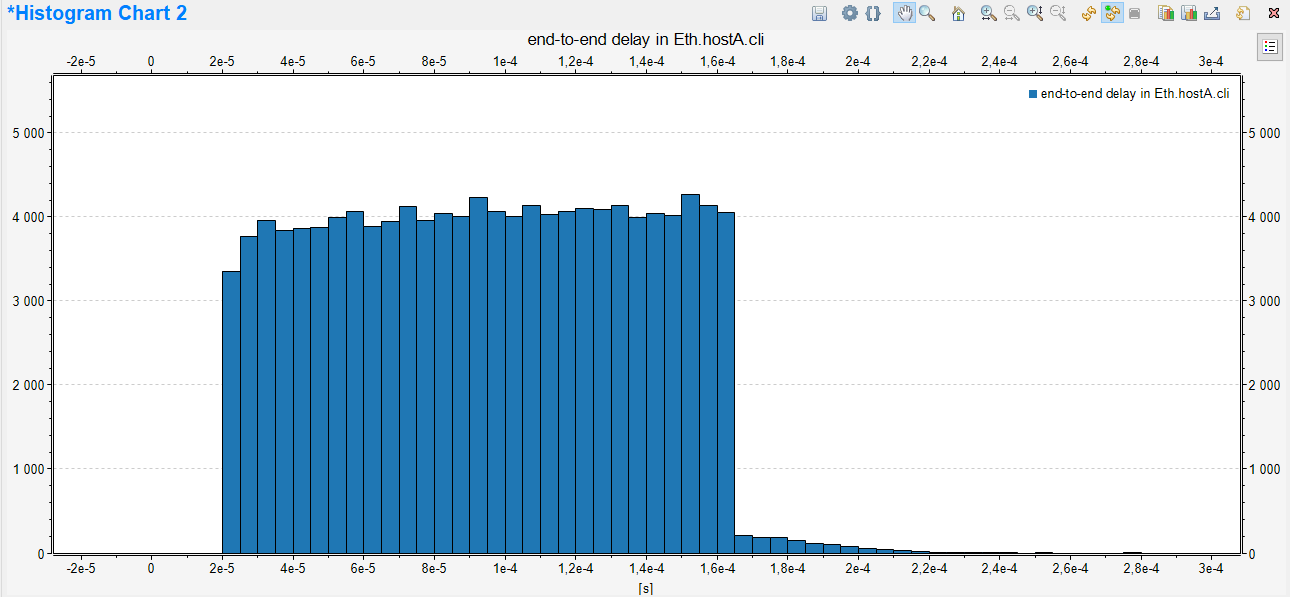 *Histogram Chart 2
end-to-end delay in Eth.hostA.cli
-2e-5 0 2e-5 4e-5 6e-5 8e-5 1e-4 1,2e-4 1,4e-4 1,6e-4 1,8e-4 2e-4 2,2e-4 2,4e-4 2,6e-4 2,8e-4 3e-4
end-to-end delay in Eth.hostA.cli
5 000 5 000
4 000 4 000
3 000 3 000
2 000 2 000
1 000 1 000
0 0
-2e-5 0 2e-5 4e-5 6e-5 8e-5 1e-4 1,2e-4 1,4e-4 1,6e-4 1,8e-4 2e-4 2,2e-4 2,4e-4 2,6e-4 2,8e-4 3e-4
[s]